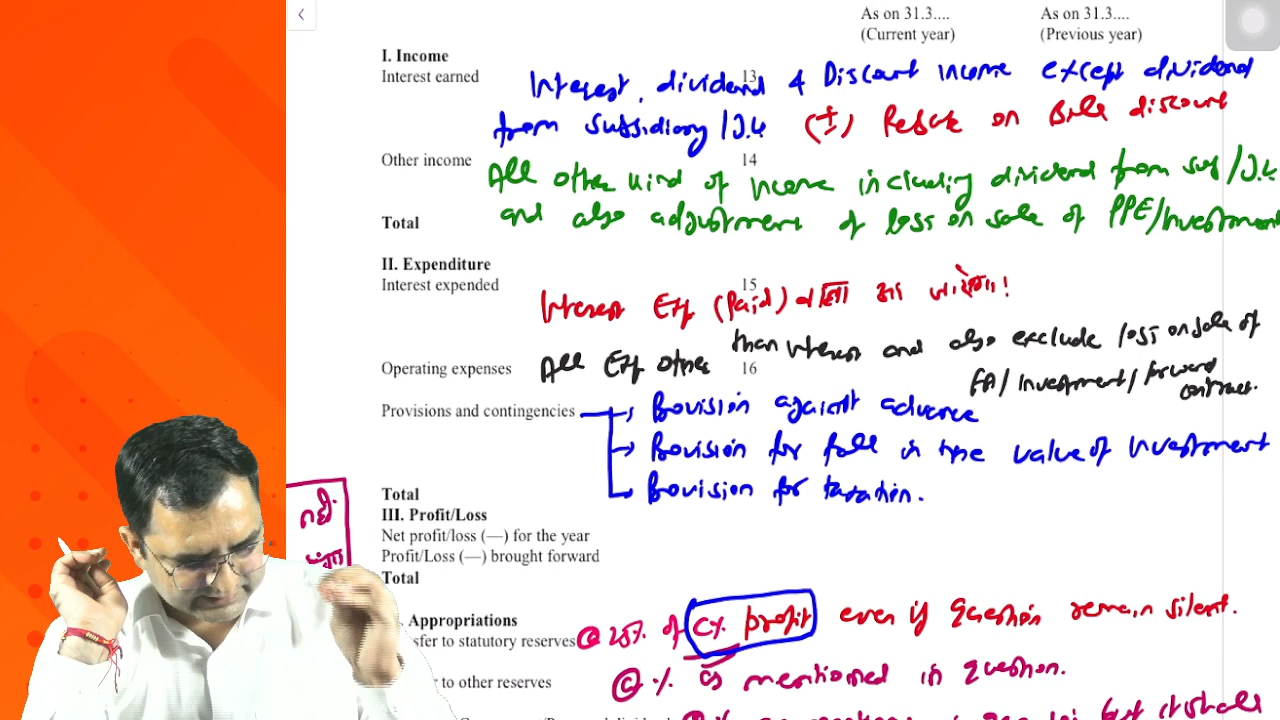 As on 31.3.... As on 31.3....
(Current year) (Previous year)
I. Income
Interest earned 13 Interest, dividend & Discount income except dividend
from subsidiary / J.V. (±) Rebate on Bill discount
Other income 14 All other kind of income including dividend from sub / J.V.
and also adjustment of loss on sale of PPE/Investment
Total
II. Expenditure
Interest expended 15 Interest Exp (Paid)
Operating expenses 16 All Exp other than interest and also exclude loss on sale of
FA / Investment / forward
contract.
Provisions and contingencies → Provision against advance
→ Provision for fall in the value of Investment
→ Provision for taxation.
Total
III. Profit/Loss
Net profit/loss (—) for the year
Profit/Loss (—) brought forward
Total
Appropriations
sfer to statutory reserves @ 25% of CY. profit even if question remain silent.
to other reserves @ % as mentioned in question.